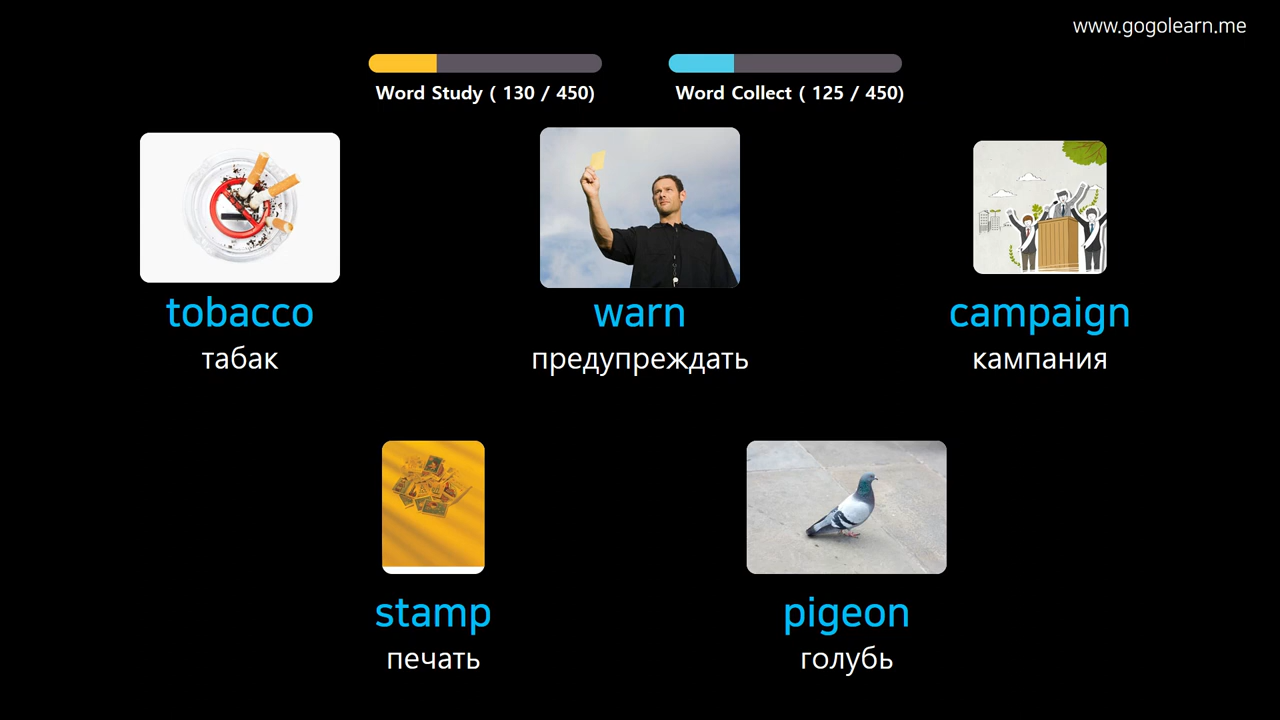 www.gogolearn.me
Word Study ( 130 / 450)
Word Collect ( 125 / 450)
tobacco
warn
campaign
табак
предупреждать
кампания
stamp
pigeon
печать
голубь